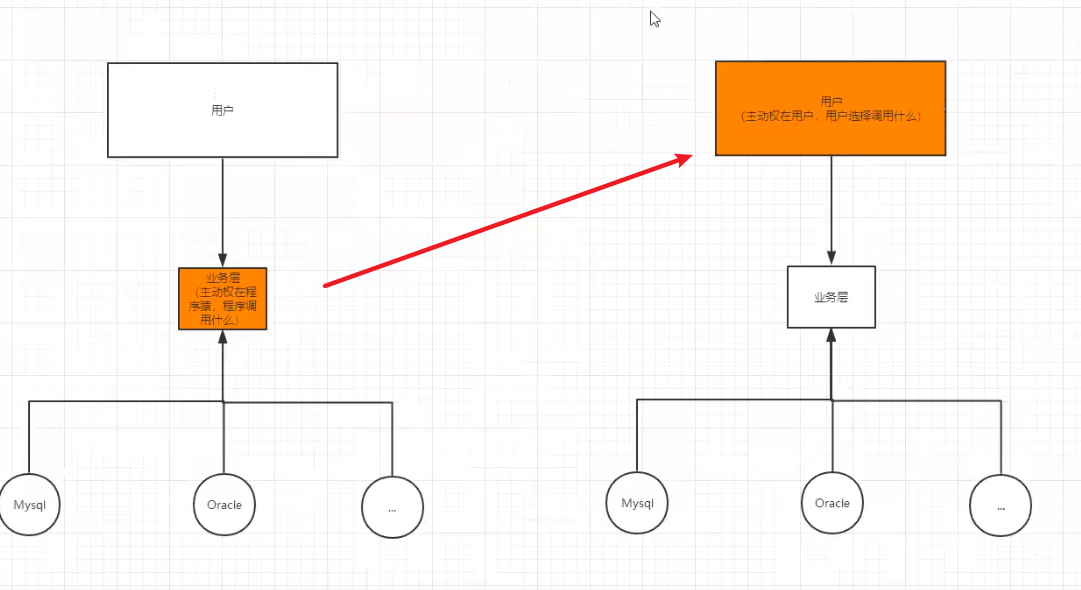 用户
用户
（主动权在用户，用户选择调用什么）
业务层
（主动权在程
序猿，程序调
用什么）
业务层
Mysql
Oracle
...
Mysql
Oracle
...